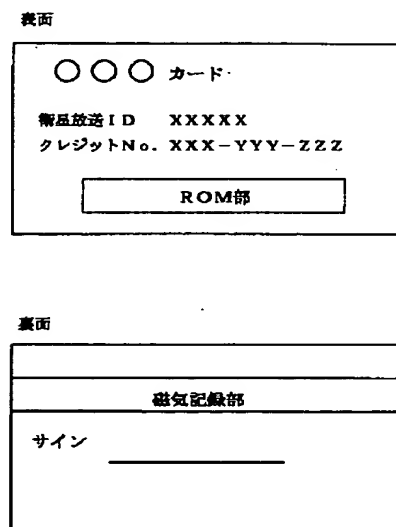 表面
○○○ カード
衛星放送ID XXXXX
クレジットNo. XXX-YYY-ZZZ
ROM部
裏面
磁気記録部
サイン